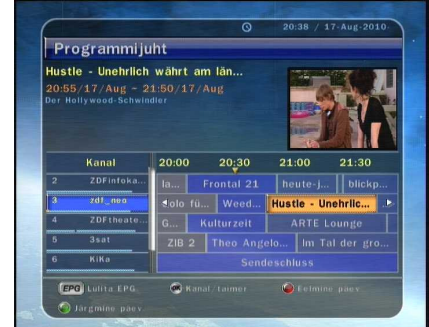 20:38 / 17-Aug-2010
Programmijuht
Hustle - Unehrlich währt am län...
20:55/17/Aug ~ 21:50/17/Aug
Der Hollywood-Schwindler
Kanal 20:00 20:30 21:00 21:30
2 ZDFinfoka... la... Frontal 21 heute-j... blickp...
3 zdf_neo Solo fü... Weed... Hustle - Unehrlic...
4 ZDFtheate... G... Kulturzeit ARTE Lounge
5 3sat ZIB 2 Theo Angelo... Im Tal der gro...
6 KiKa Sendeschluss
EPG Lülita EPG OK Kanal/taimer Eelmine päev
Järgmine päev